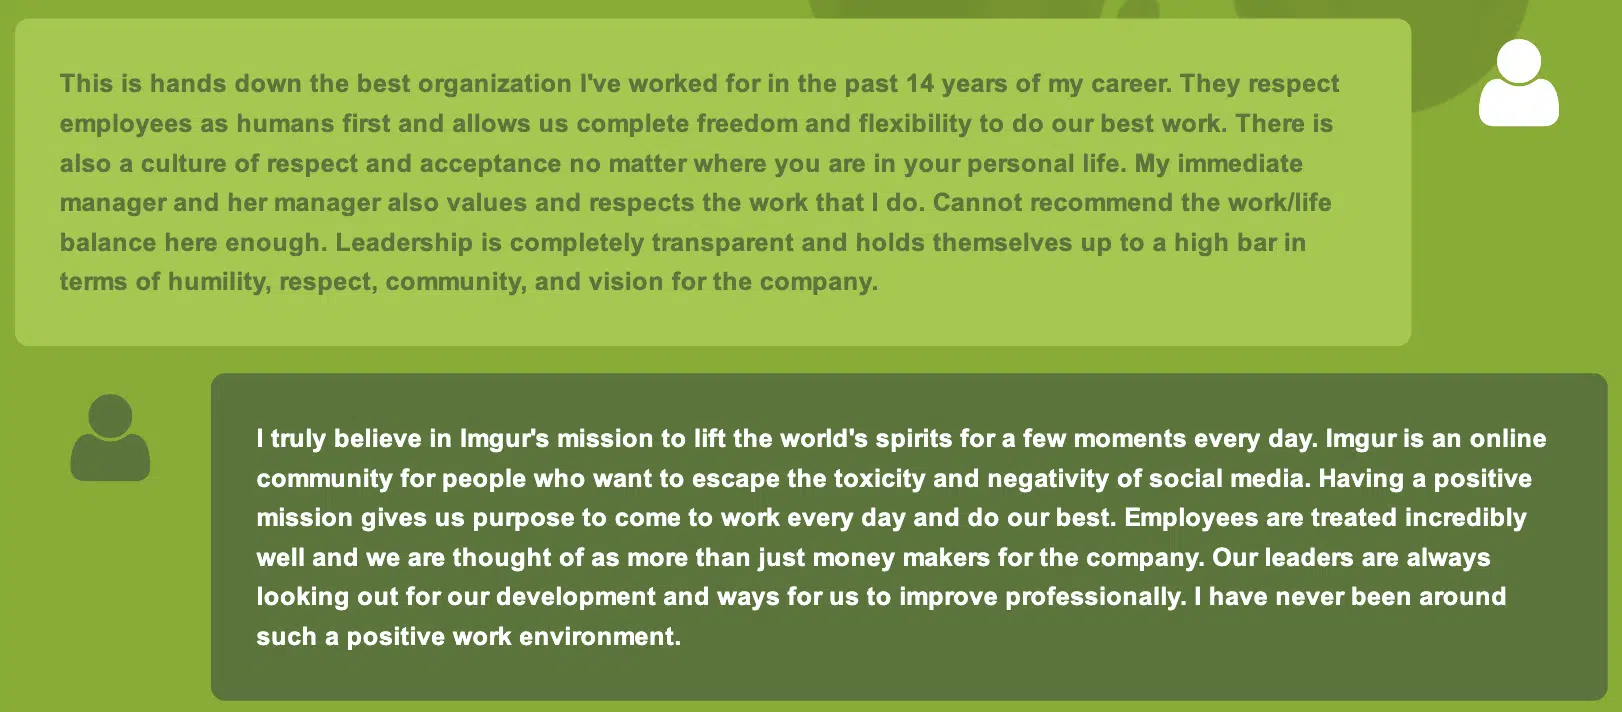 This is hands down the best organization I've worked for in the past 14 years of my career. They respect
employees as humans first and allows us complete freedom and flexibility to do our best work. There is
also a culture of respect and acceptance no matter where you are in your personal life. My immediate
manager and her manager also values and respects the work that I do. Cannot recommend the work/life
balance here enough. Leadership is completely transparent and holds themselves up to a high bar in
terms of humility, respect, community, and vision for the company.
I truly believe in Imgur's mission to lift the world's spirits for a few moments every day. Imgur is an online
community for people who want to escape the toxicity and negativity of social media. Having a positive
mission gives us purpose to come to work every day and do our best. Employees are treated incredibly
well and we are thought of as more than just money makers for the company. Our leaders are always
looking out for our development and ways for us to improve professionally. I have never been around
such a positive work environment.